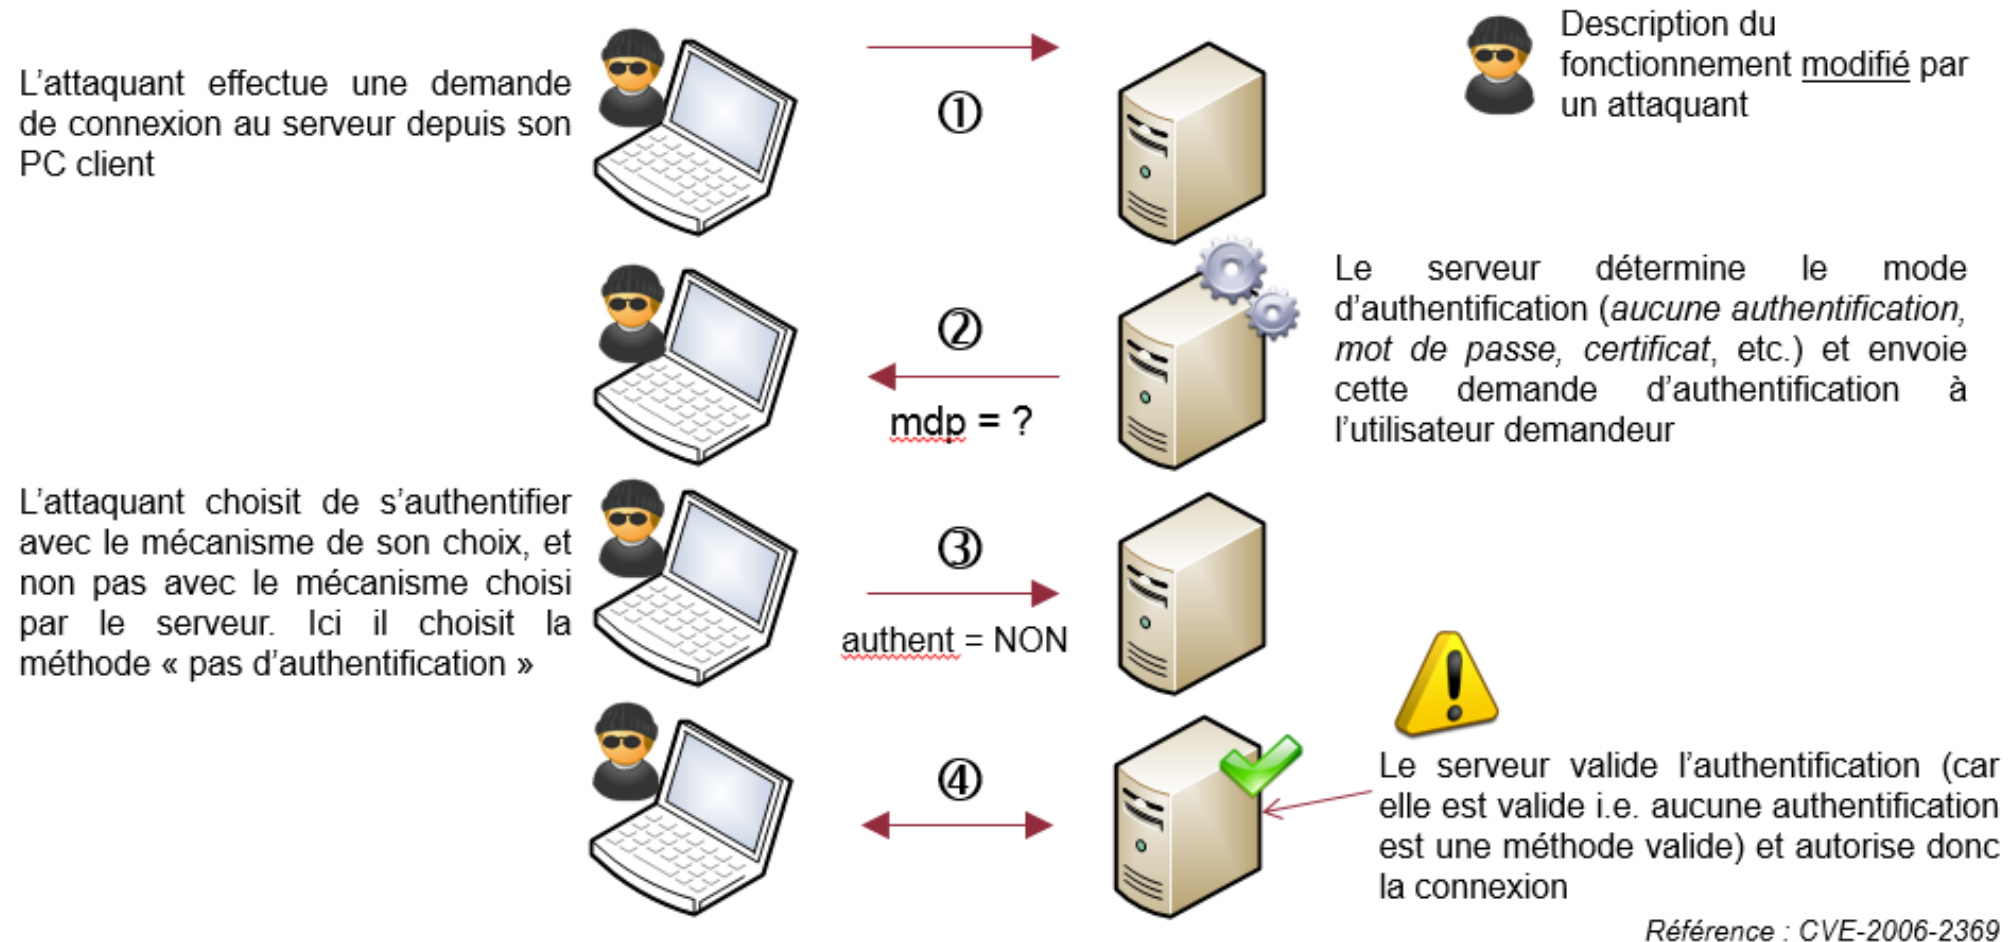 L'attaquant effectue une demande
de connexion au serveur depuis son
PC client
①
Description du
fonctionnement modifié par
un attaquant
②
mdp = ?
Le serveur détermine le mode
d'authentification (aucune authentification,
mot de passe, certificat, etc.) et envoie
cette demande d'authentification à
l'utilisateur demandeur
L'attaquant choisit de s'authentifier
avec le mécanisme de son choix, et
non pas avec le mécanisme choisi
par le serveur. Ici il choisit la
méthode « pas d'authentification »
③
authent = NON
④
Le serveur valide l'authentification (car
elle est valide i.e. aucune authentification
est une méthode valide) et autorise donc
la connexion
Référence : CVE-2006-2369